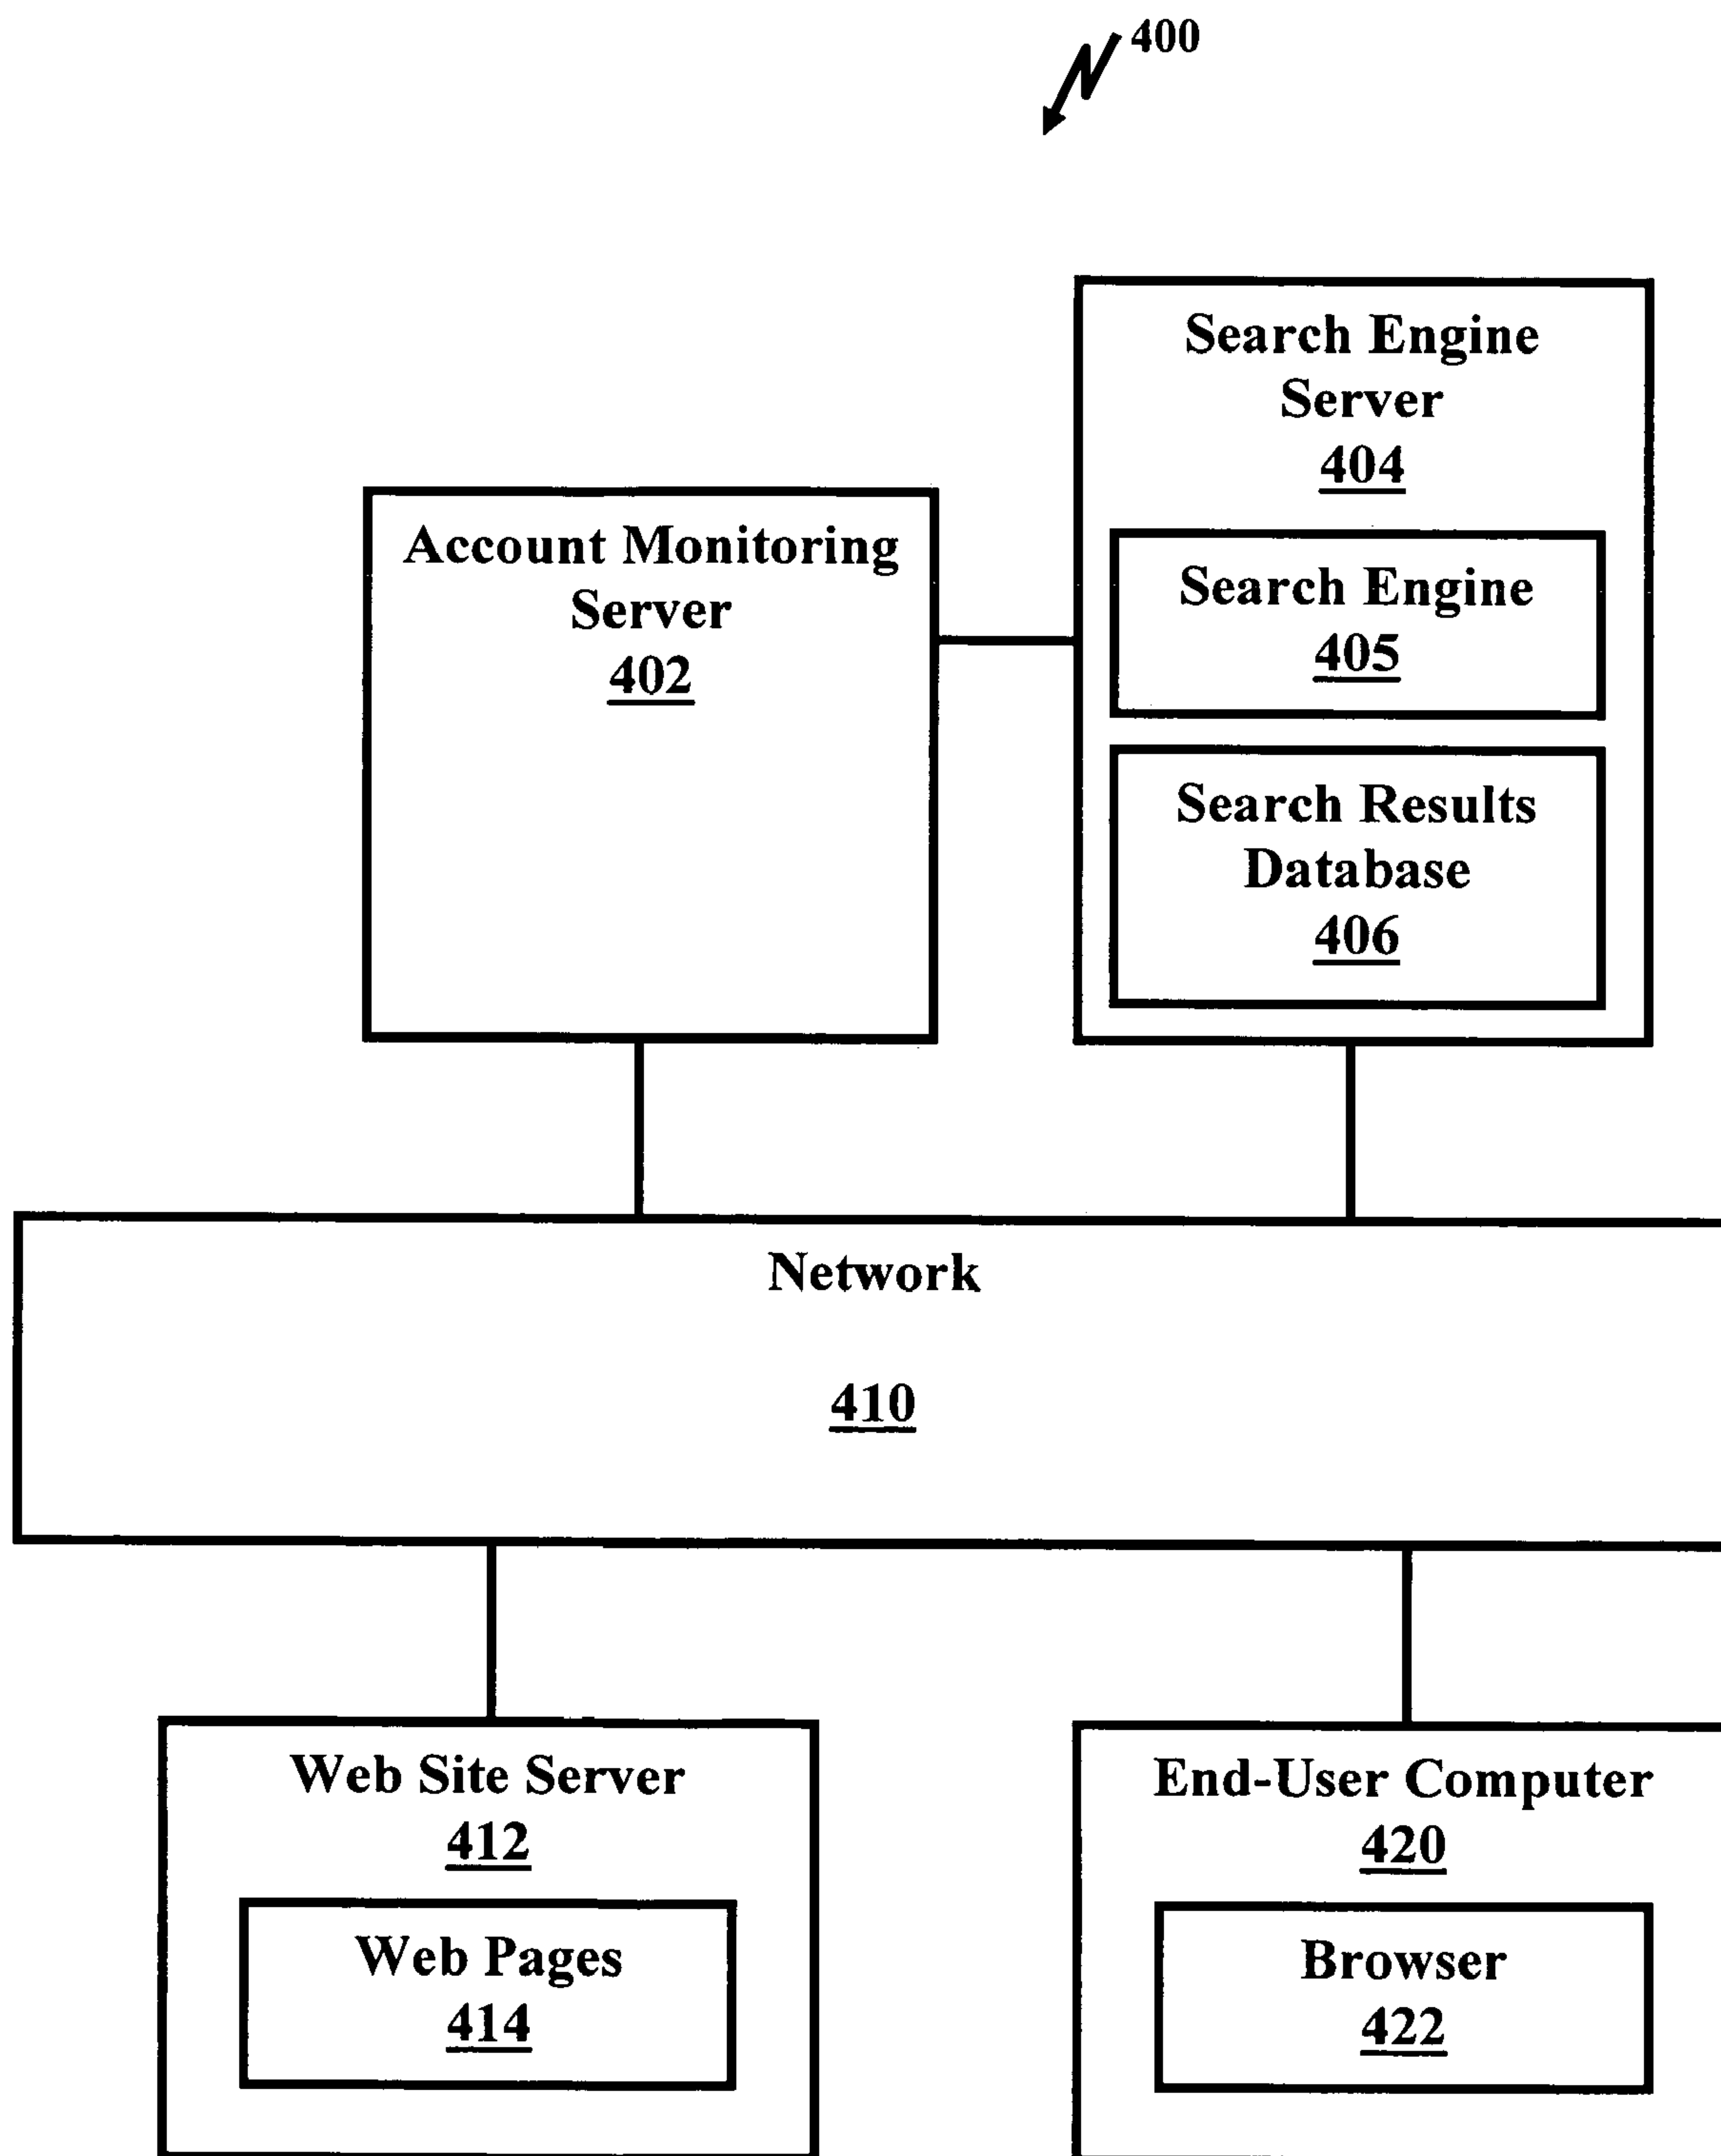 400
Search Engine
Server
404
Search Engine
405
Search Results
Database
406
Account Monitoring
Server
402
Network
410
Web Site Server
412
Web Pages
414
End-User Computer
420
Browser
422